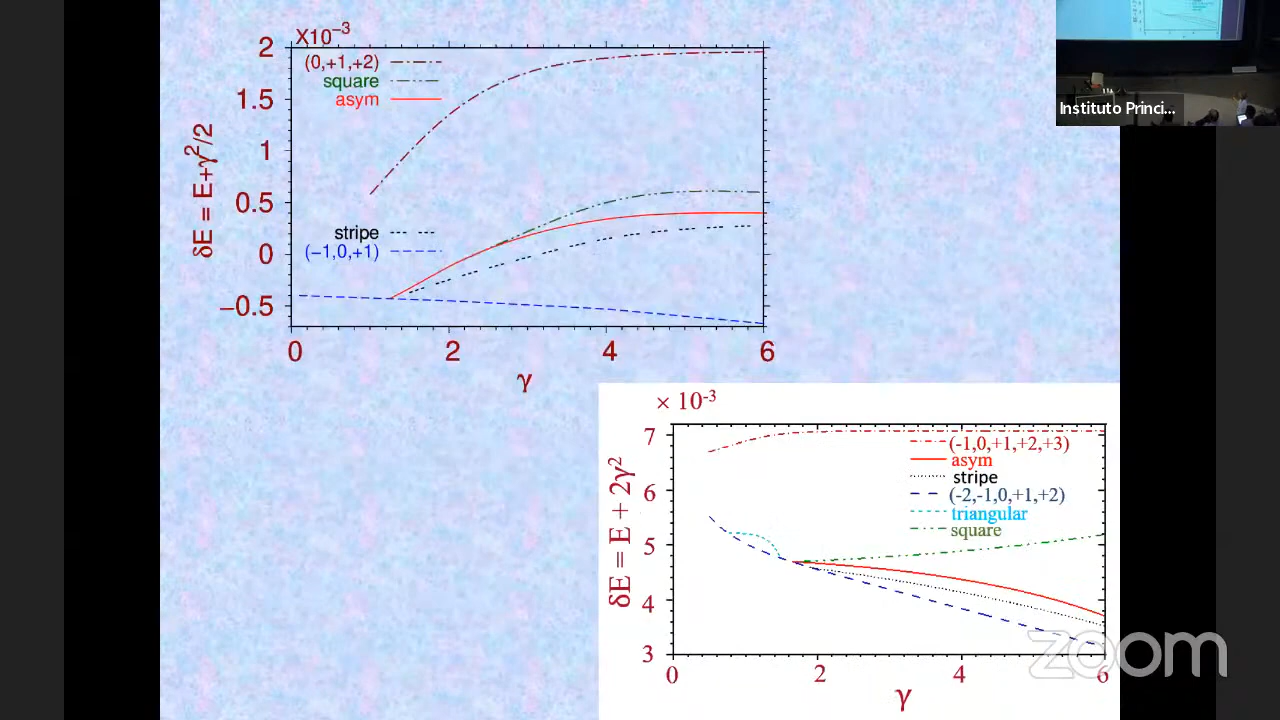 X10⁻³
2
1.5
1
0.5
0
−0.5
δE = E+γ²/2
(0,+1,+2)
square
asym
stripe
(−1,0,+1)
0 2 4 6
γ
Instituto Princi...
× 10⁻³
7
6
5
4
3
δE = E + 2γ²
(-1,0,+1,+2,+3)
asym
stripe
(-2,-1,0,+1,+2)
triangular
square
0 2 4 6
γ
zoom